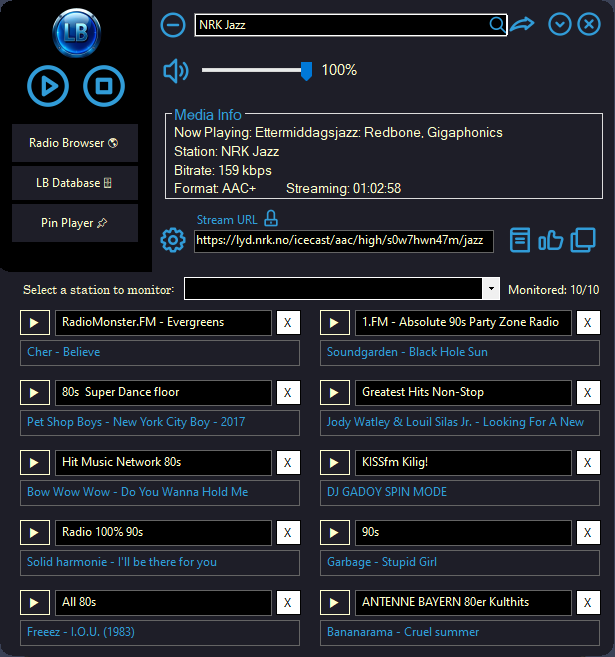 LB
NRK Jazz
100%
Radio Browser
LB Database
Pin Player
Media Info
Now Playing: Ettermiddagsjazz: Redbone, Gigaphonics
Station: NRK Jazz
Bitrate: 159 kbps
Format: AAC+ Streaming: 01:02:58
Stream URL
https://lyd.nrk.no/icecast/aac/high/s0w7hwn47m/jazz
Select a station to monitor:
Monitored: 10/10
RadioMonster.FM - Evergreens X
Cher - Believe
1.FM - Absolute 90s Party Zone Radio X
Soundgarden - Black Hole Sun
80s Super Dance floor X
Pet Shop Boys - New York City Boy - 2017
Greatest Hits Non-Stop X
Jody Watley & Louil Silas Jr. - Looking For A New
Hit Music Network 80s X
Bow Wow Wow - Do You Wanna Hold Me
KISSfm Kilig! X
DJ GADOY SPIN MODE
Radio 100% 90s X
Solid harmonie - I'll be there for you
90s X
Garbage - Stupid Girl
All 80s X
Freeez - I.O.U. (1983)
ANTENNE BAYERN 80er Kulthits X
Bananarama - Cruel summer